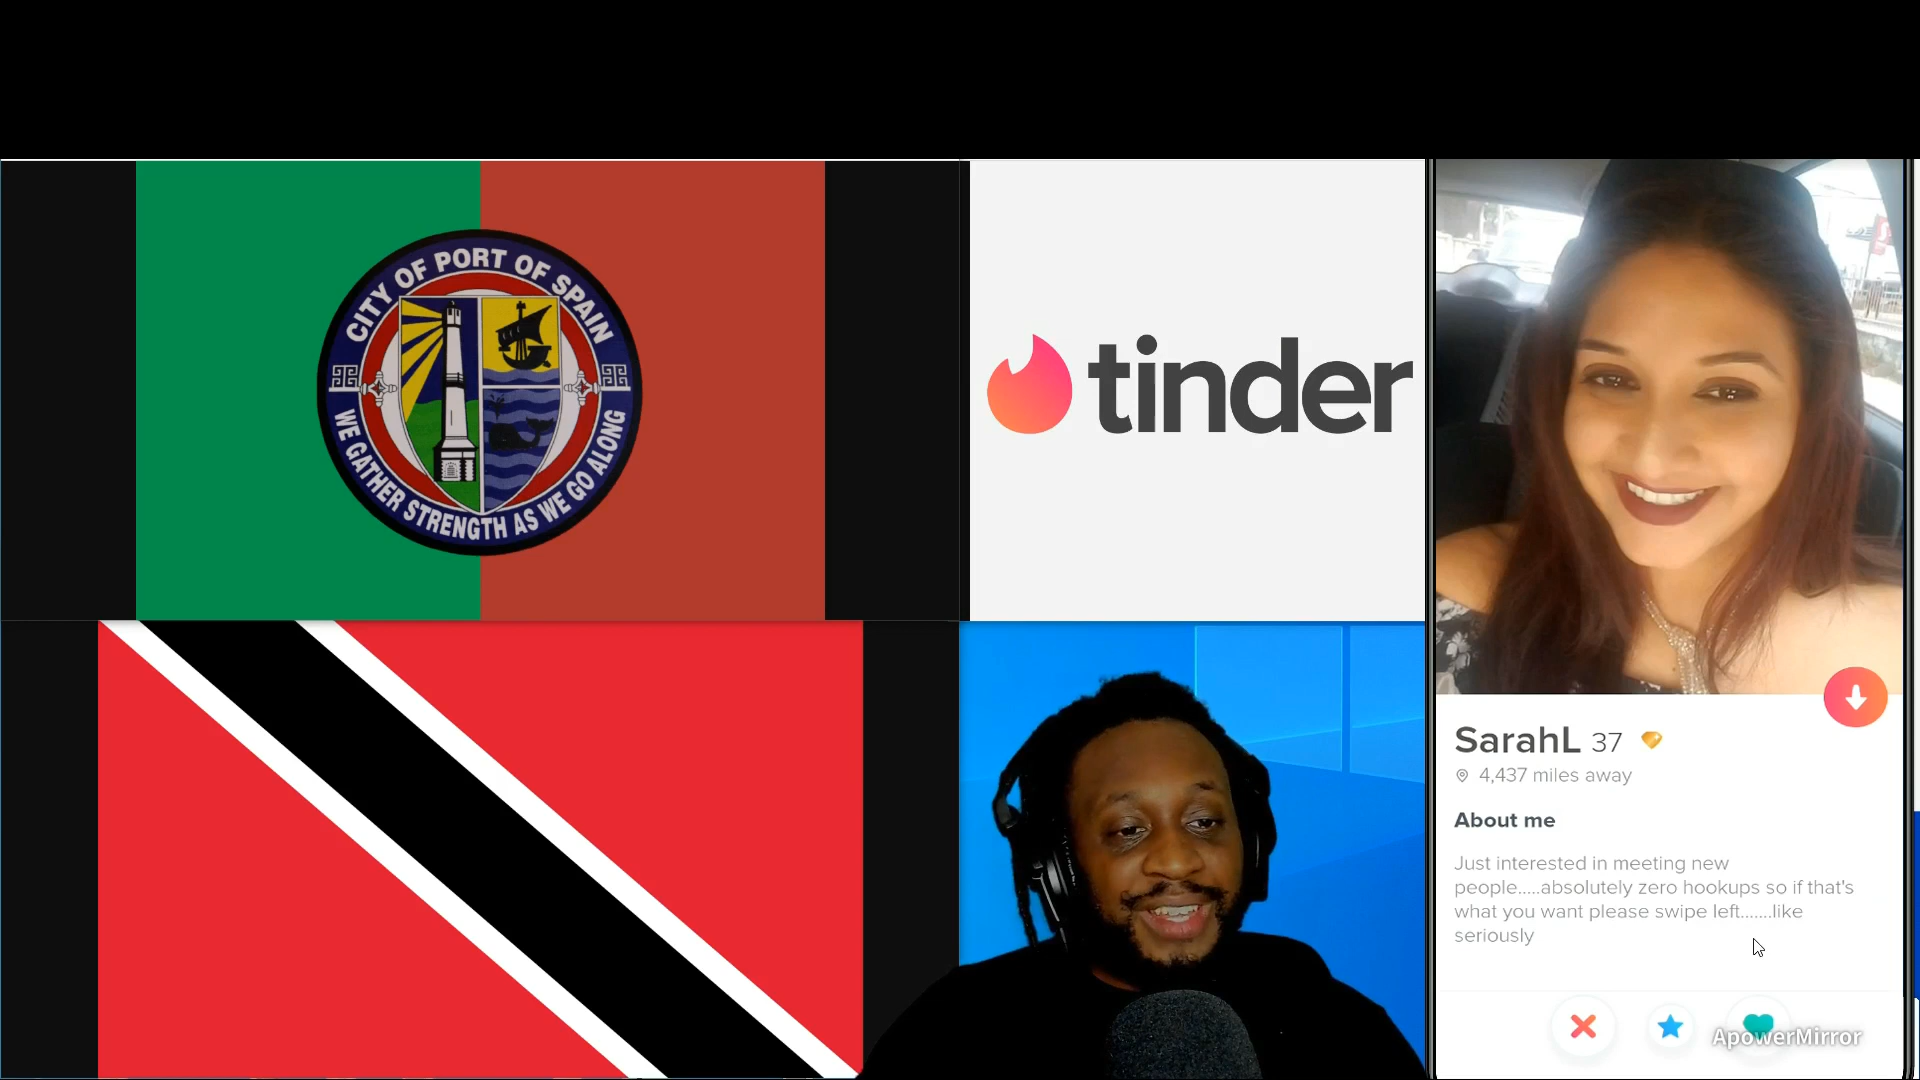 CITY OF PORT OF SPAIN
WE GATHER STRENGTH AS WE GO ALONG
tinder
SarahL 37
4,437 miles away
About me
Just interested in meeting new
people.....absolutely zero hookups so if that's
what you want please swipe left.......like
seriously
ApowerMirror